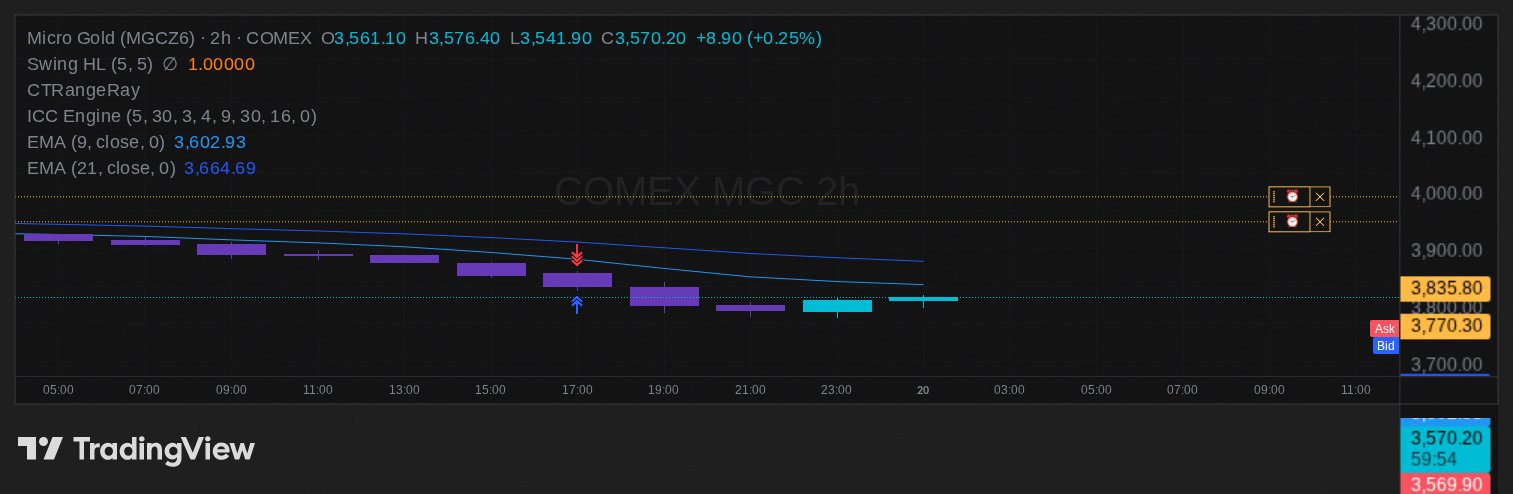 Micro Gold (MGCZ6) · 2h · COMEX O3,561.10 H3,576.40 L3,541.90 C3,570.20 +8.90 (+0.25%)
Swing HL (5, 5) ∅ 1.00000
CTRangeRay
ICC Engine (5, 30, 3, 4, 9, 30, 16, 0)
EMA (9, close, 0) 3,602.93
EMA (21, close, 0) 3,664.69
COMEX MGC 2h
4,300.00
4,200.00
4,100.00
4,000.00
3,900.00
3,835.80
3,800.00
3,770.30
Ask
Bid
3,700.00
05:00 07:00 09:00 11:00 13:00 15:00 17:00 19:00 21:00 23:00 20 03:00 05:00 07:00 09:00 11:00
TradingView
3,570.20
59:54
3,569.90